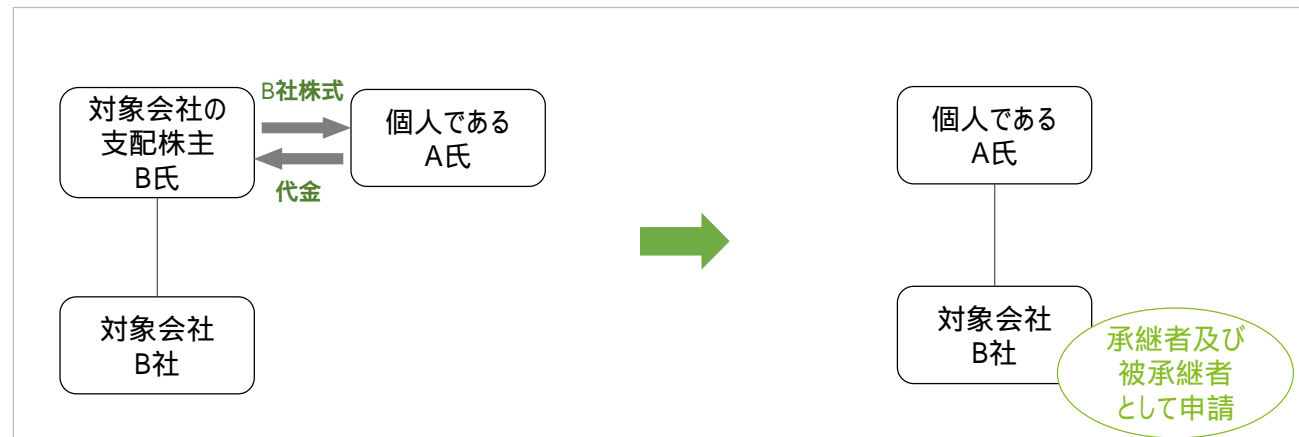 対象会社の
支配株主
B氏
B社株式
代金
個人である
A氏
対象会社
B社
個人である
A氏
対象会社
B社
承継者及び
被承継者
として申請